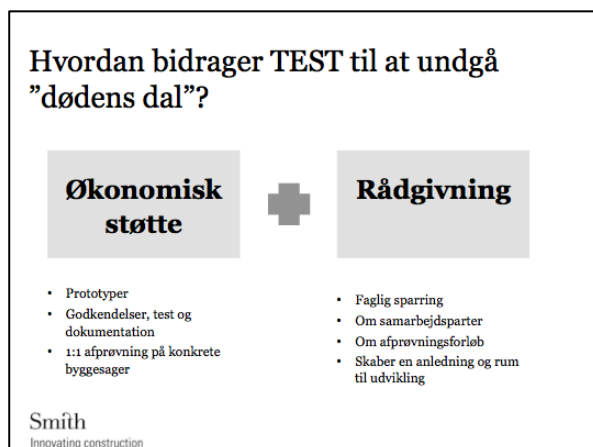 Hvordan bidrager TEST til at undgå
”dødens dal”?
Økonomisk
støtte
Rådgivning
• Prototyper
• Godkendelser, test og
dokumentation
• 1:1 afprøvning på konkrete
byggesager
• Faglig sparring
• Om samarbejdsparter
• Om afprøvningsforløb
• Skaber en anledning og rum
til udvikling
Smith
Innovating construction